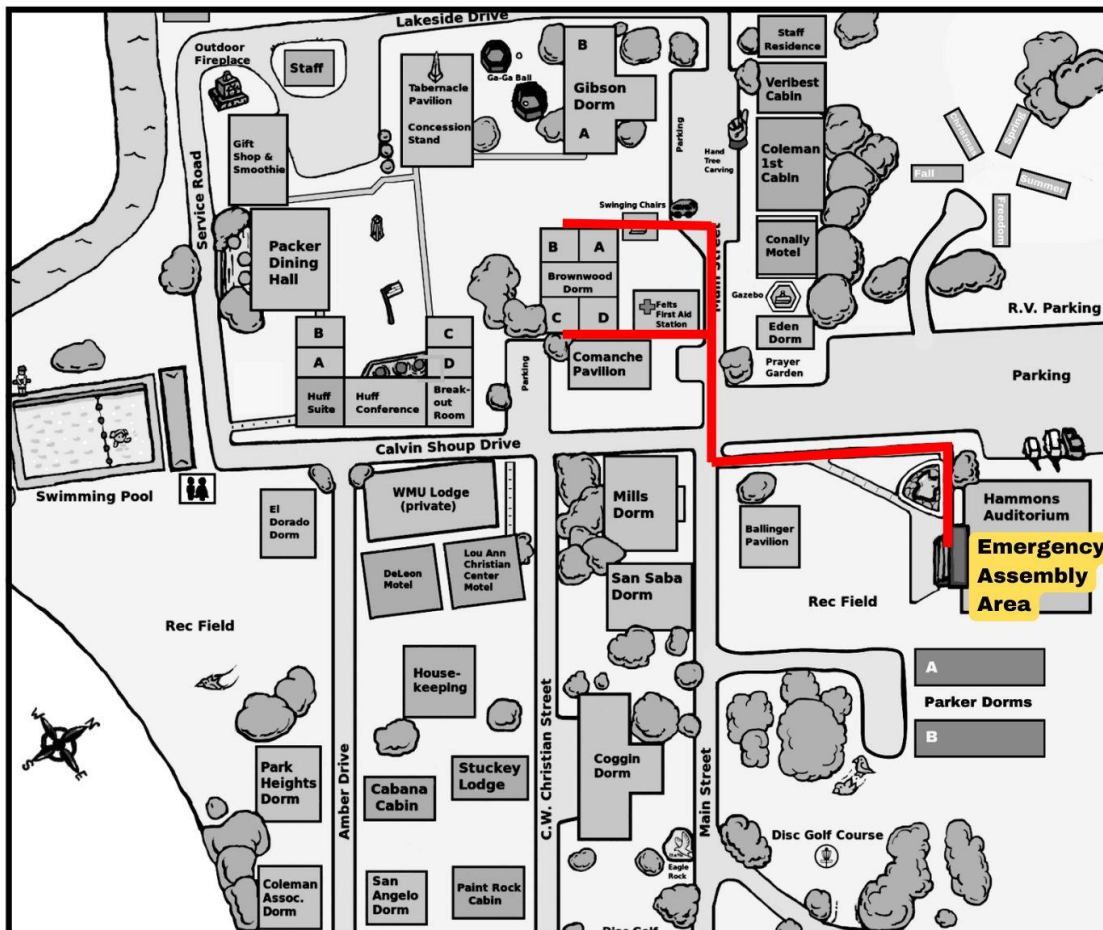 Lakeside Drive
Outdoor
Fireplace
Staff
Tabernacle
Pavilion
Concession
Stand
Ga-Ga Ball
B
Gibson
Dorm
A
Parking
Staff
Residence
Veribest
Cabin
Hand
Tree
Carving
Coleman
1st
Cabin
Perennial
Spring
Fall
Summer
Freedom
Gift
Shop &
Smoothie
Service Road
Packer
Dining
Hall
Swinging Chairs
B
A
Brownwood
Dorm
C
D
Felts
First Aid
Station
Main Street
Conally
Motel
Gazebo
Eden
Dorm
Prayer
Garden
R.V. Parking
Parking
B
A
C
D
Huff
Suite
Huff
Conference
Break-
out
Room
Parking
Comanche
Pavilion
Calvin Shoup Drive
Swimming Pool
El
Dorado
Dorm
WMU Lodge
(private)
DeLeon
Motel
Lou Ann
Christian
Center
Motel
Mills
Dorm
San Saba
Dorm
Ballinger
Pavilion
Hammons
Auditorium
Emergency
Assembly
Area
Rec Field
Rec Field
A
Parker Dorms
B
House-
keeping
W
N
S
E
Park
Heights
Dorm
Amber Drive
Cabana
Cabin
Stuckey
Lodge
C.W. Christian Street
Coggin
Dorm
Main Street
Eagle
Rock
Disc Golf Course
Coleman
Assoc.
Dorm
San
Angelo
Dorm
Paint Rock
Cabin
Disc Golf